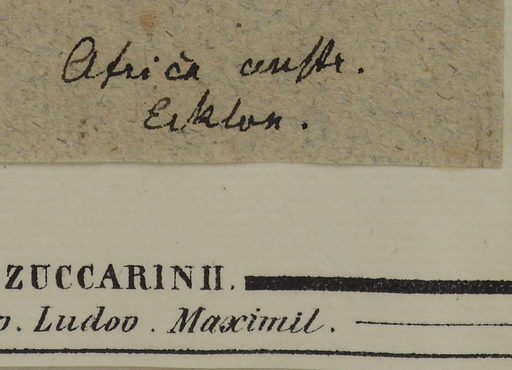 Africa austr.
Ecklon.
ZUCCARINII.
p. Ludov. Maximil.